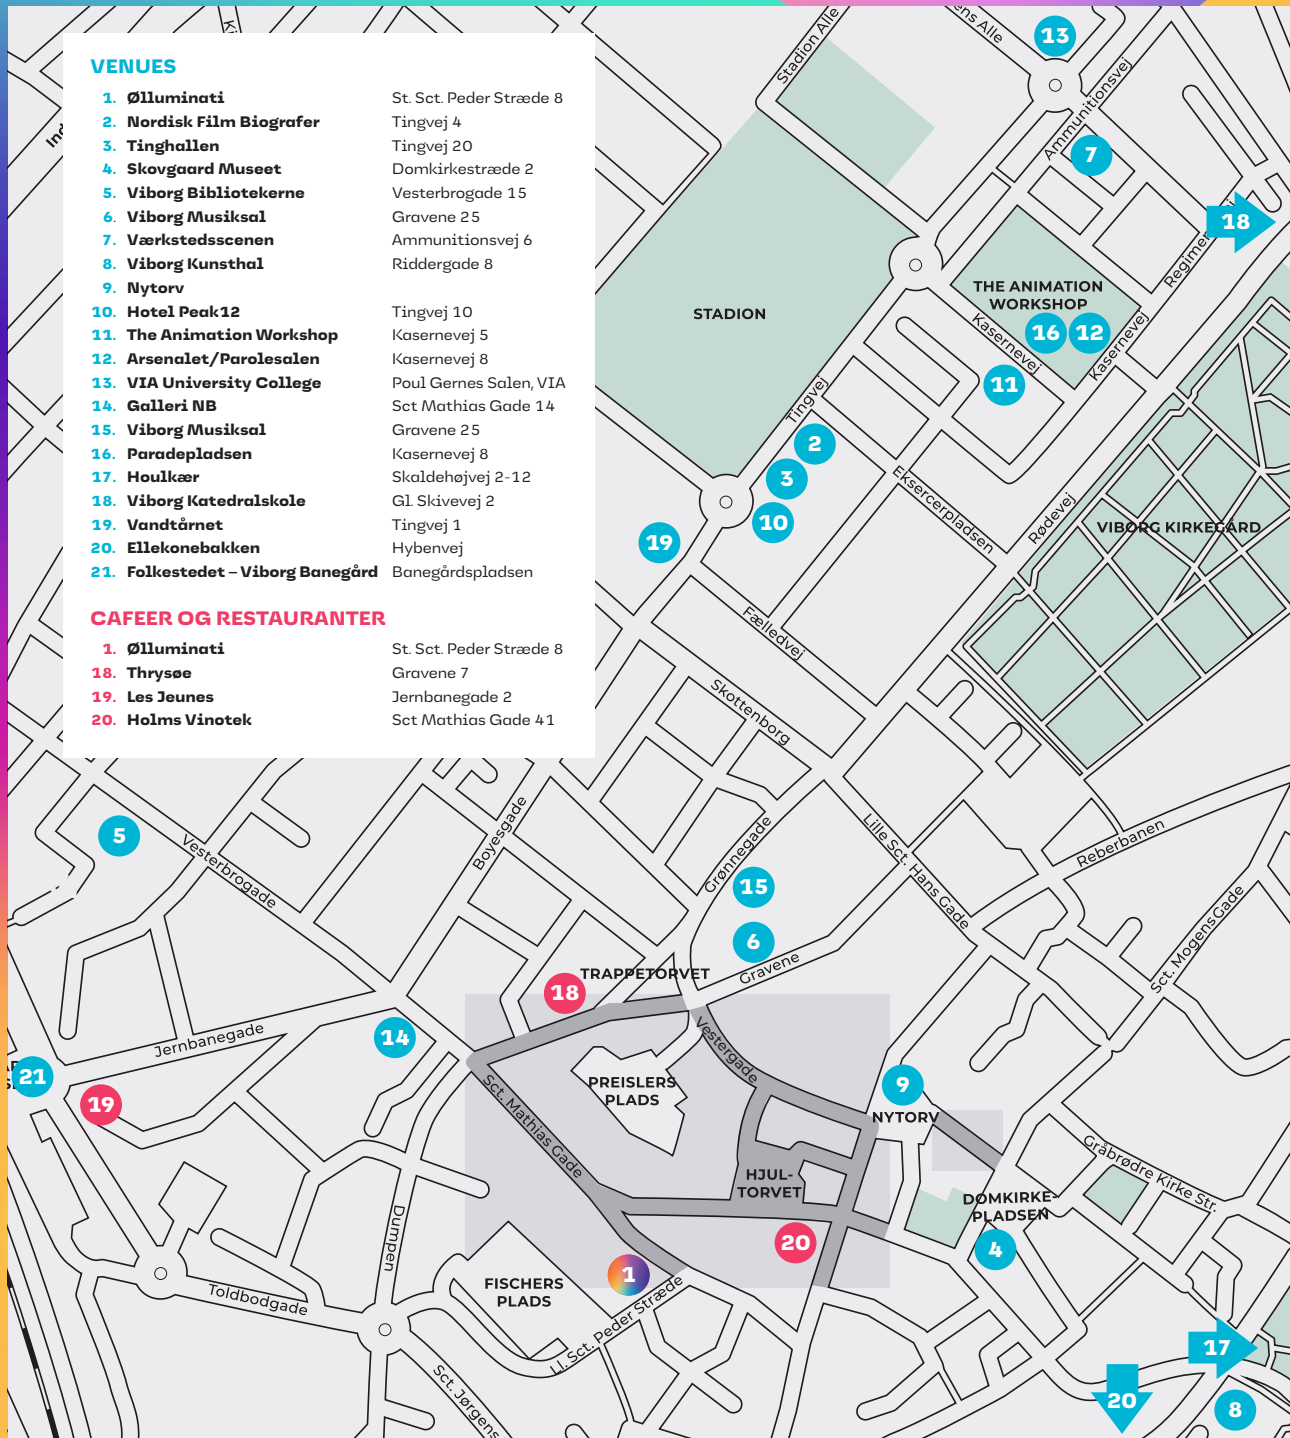 VENUES
1. Ølluminati St. Sct. Peder Stræde 8
2. Nordisk Film Biografer Tingvej 4
3. Tinghallen Tingvej 20
4. Skovgaard Museet Domkirkestræde 2
5. Viborg Bibliotekerne Vesterbrogade 15
6. Viborg Musiksal Gravene 25
7. Værkstedsscenen Ammunitionsvej 6
8. Viborg Kunsthal Riddergade 8
9. Nytorv
10. Hotel Peak12 Tingvej 10
11. The Animation Workshop Kasernevej 5
12. Arsenalet/Parolesalen Kasernevej 8
13. VIA University College Poul Gernes Salen, VIA
14. Galleri NB Sct Mathias Gade 14
15. Viborg Musiksal Gravene 25
16. Paradepladsen Kasernevej 8
17. Houlkær Skaldehøjvej 2-12
18. Viborg Katedralskole Gl. Skivevej 2
19. Vandtårnet Tingvej 1
20. Ellekonebakken Hybenvej
21. Folkestedet – Viborg Banegård Banegårdspladsen
CAFEER OG RESTAURANTER
1. Ølluminati St. Sct. Peder Stræde 8
18. Thrysøe Gravene 7
19. Les Jeunes Jernbanegade 2
20. Holms Vinotek Sct Mathias Gade 41
Stadion Alle
ens Alle
13
Ammunitionsvej
7
18
STADION
THE ANIMATION
WORKSHOP
16
12
Kasernevej
Kasernevej
11
Tingvej
2
3
10
19
Eksercerpladsen
Rødevej
VIBORG KIRKEGÅRD
Fælledvej
Skottenborg
5
Vesterbrogade
Boyesgade
Grønnegade
Lille Sct. Hans Gade
Reberbanen
15
6
Gravene
Sct. Mogens Gade
TRAPPETORVET
18
14
Jernbanegade
21
19
Vestergade
PREISLERS
PLADS
Sct. Mathias Gade
9
NYTORV
Gråbrødre Kirke Str.
HJUL-
TORVET
DOMKIRKE-
PLADSEN
4
20
Dumpen
1
FISCHERS
PLADS
Toldbodgade
Ll. Sct. Peder Stræde
Sct. Jørgens
17
20
8